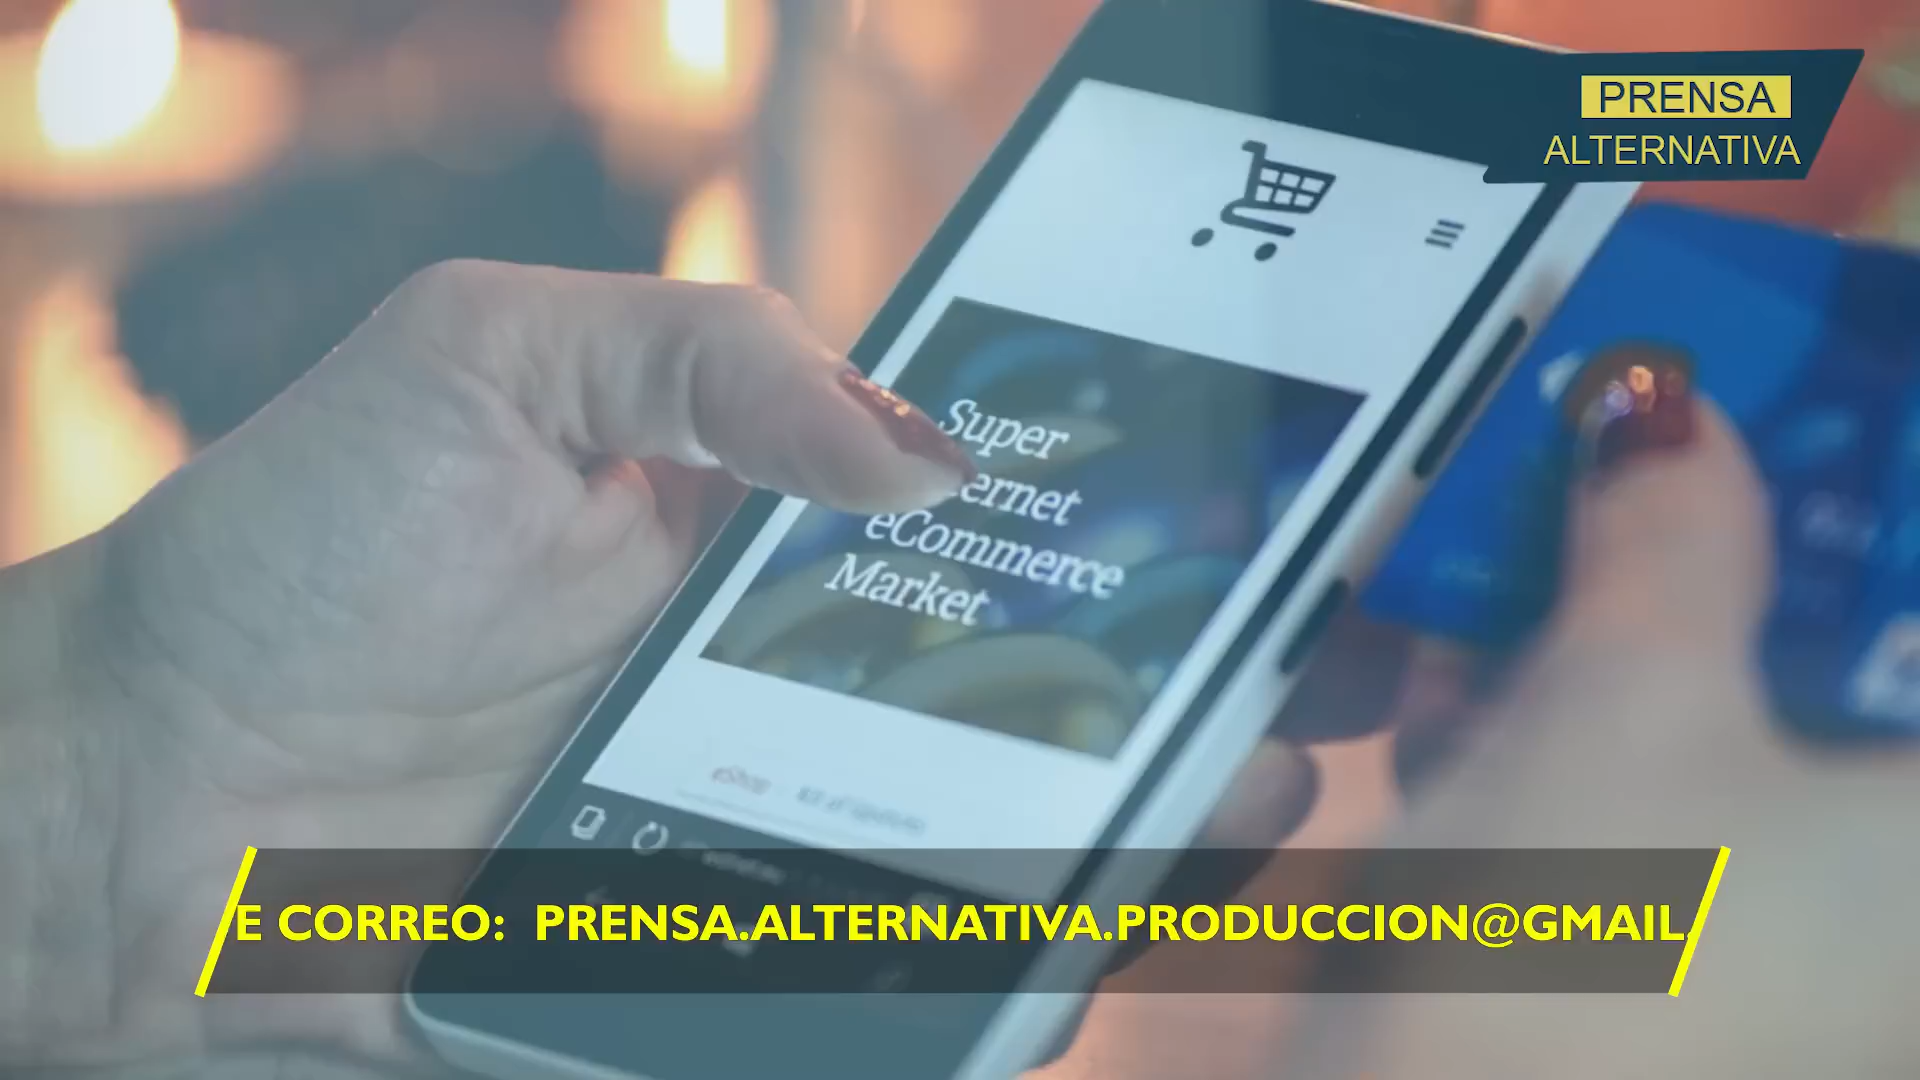 PRENSA
ALTERNATIVA
Super
ernet
eCommerce
Market
E CORREO: PRENSA.ALTERNATIVA.PRODUCCION@GMAIL.